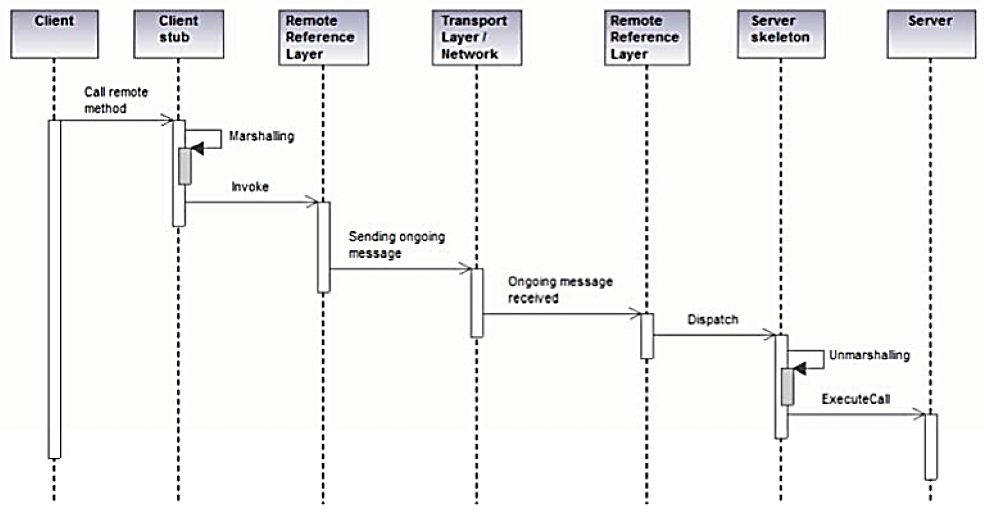 Client
Client
stub
Remote
Reference
Layer
Transport
Layer /
Network
Remote
Reference
Layer
Server
skeleton
Server
Call remote
method
Marshalling
Invoke
Sending ongoing
message
Ongoing message
received
Dispatch
Unmarshalling
ExecuteCall